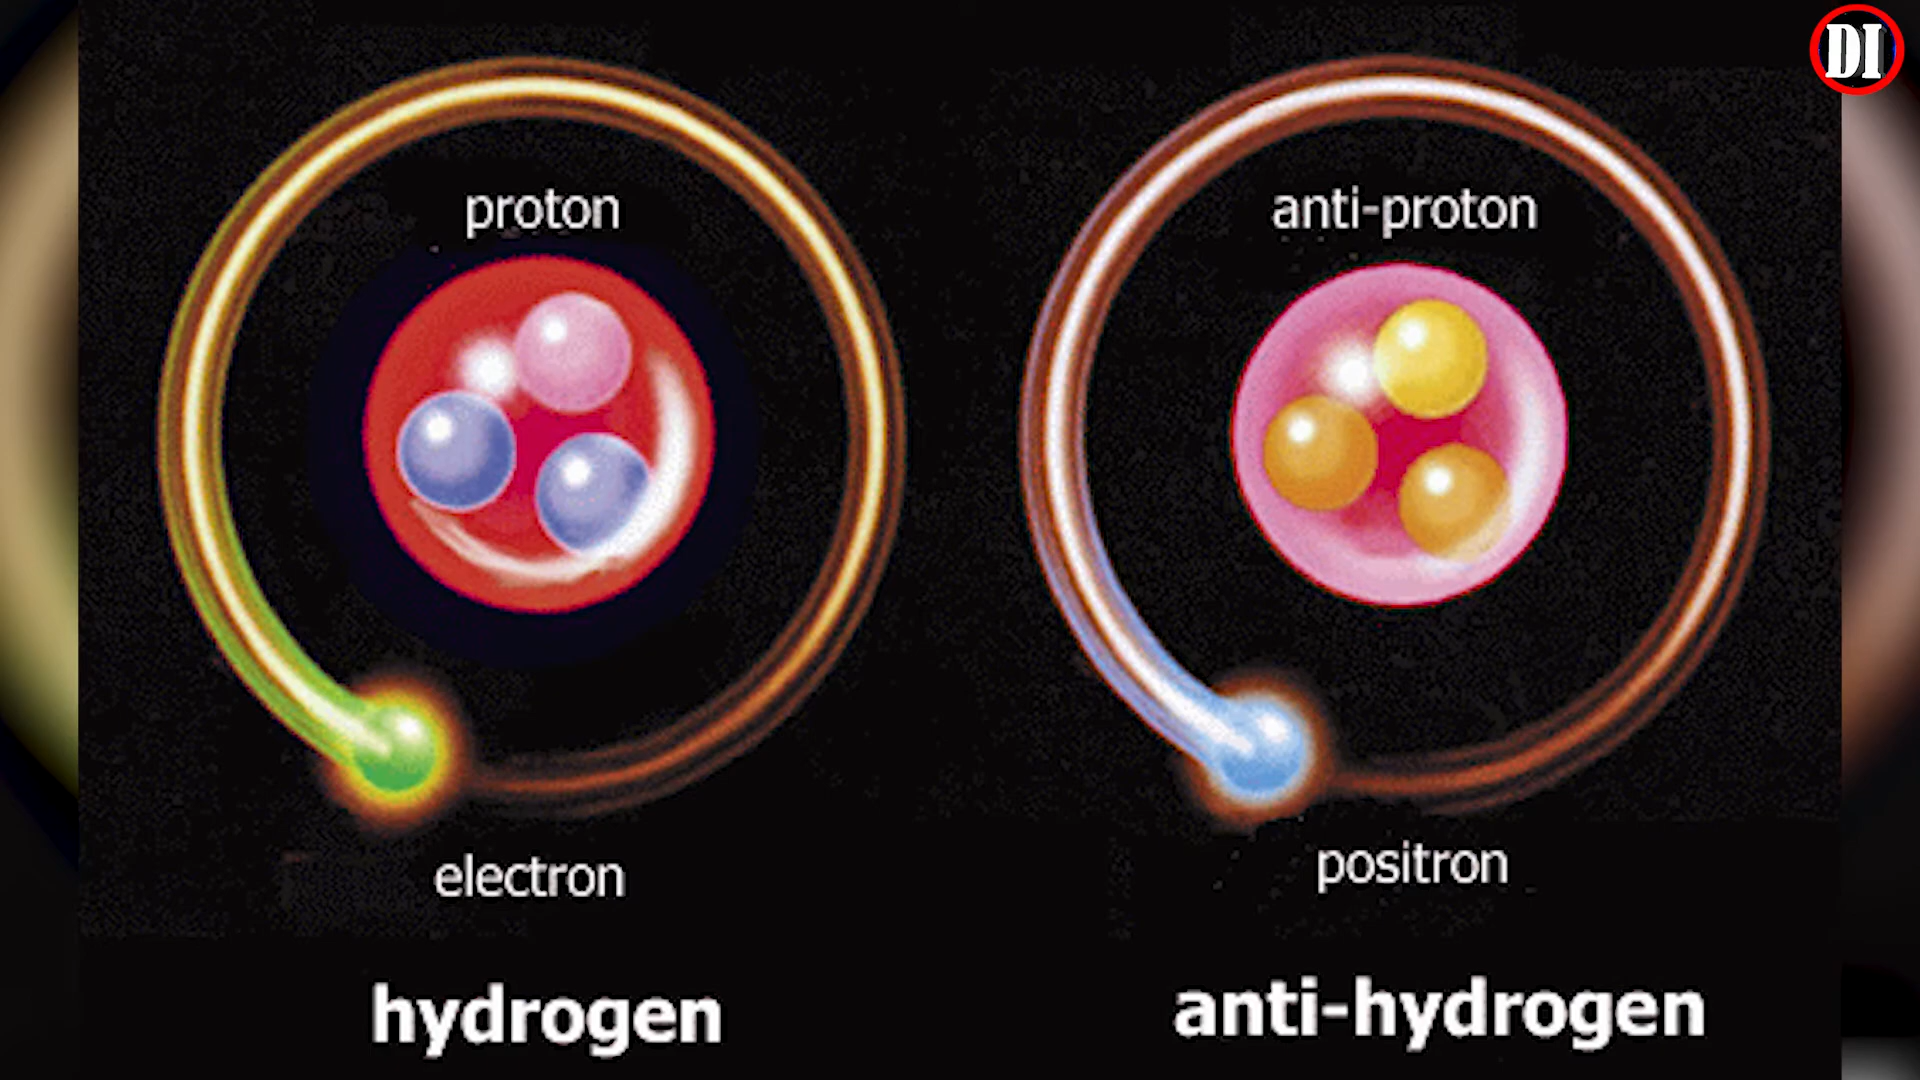 DI
proton
anti-proton
electron
positron
hydrogen
anti-hydrogen